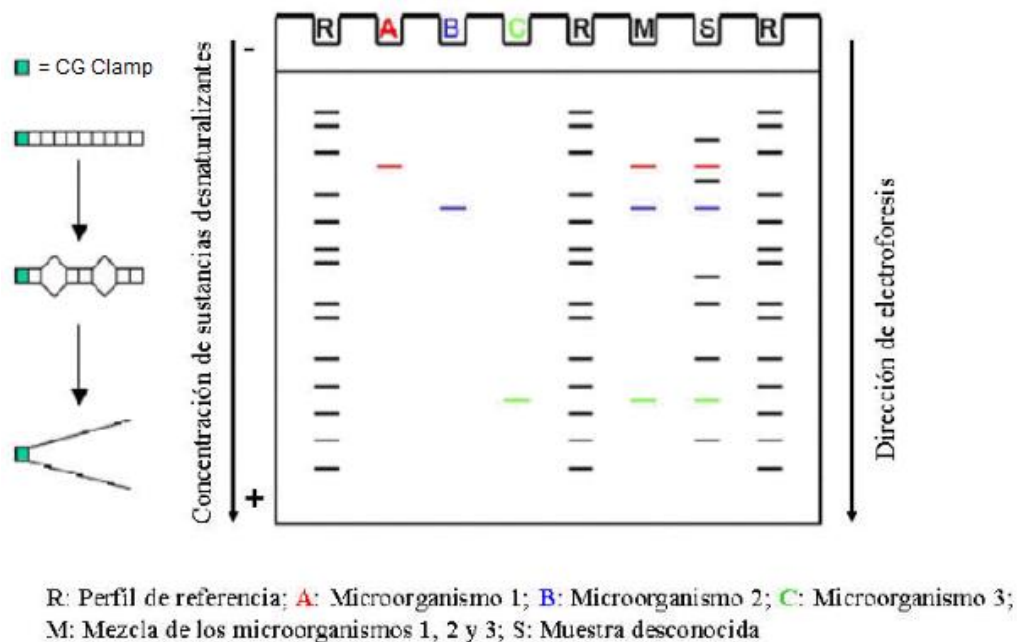 R A B C R M S R
= CG Clamp
-
Concentración de sustancias desnaturalizantes
+
Dirección de electroforesis
R: Perfil de referencia; A: Microorganismo 1; B: Microorganismo 2; C: Microorganismo 3;
M: Mezcla de los microorganismos 1, 2 y 3; S: Muestra desconocida